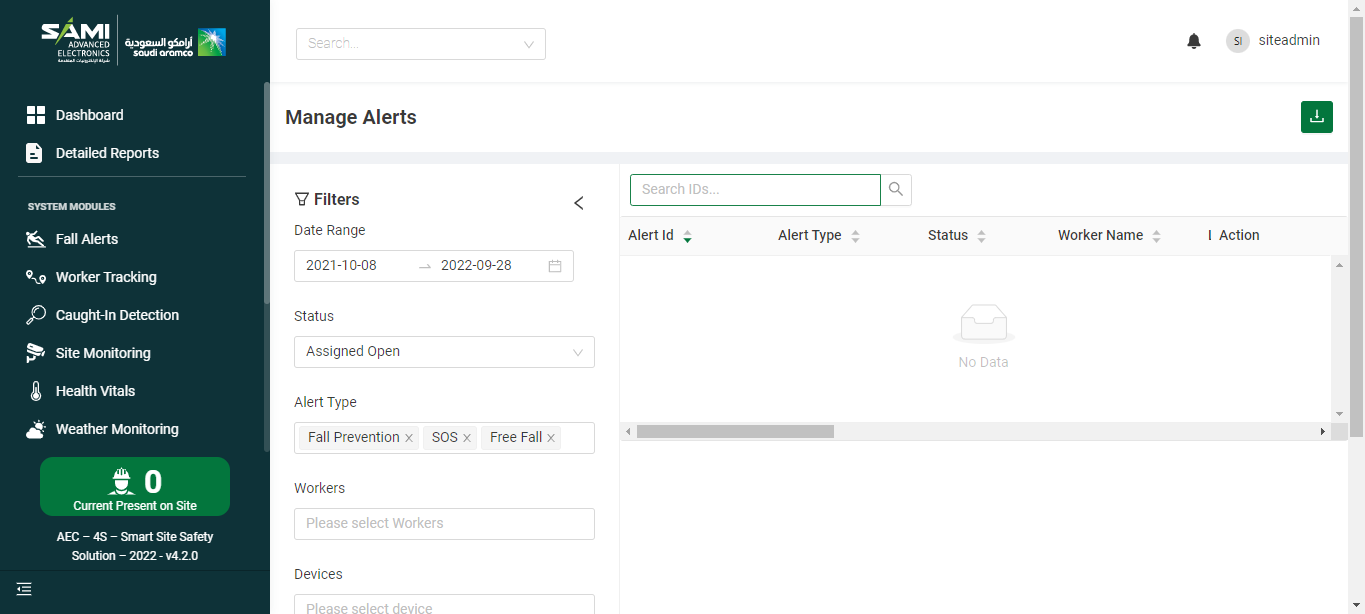 SAMI
ADVANCED
ELECTRONICS
أرامكو السعودية
saudi aramco
Search...
SI
siteadmin
Dashboard
Detailed Reports
SYSTEM MODULES
Fall Alerts
Worker Tracking
Caught-In Detection
Site Monitoring
Health Vitals
Weather Monitoring
0
Current Present on Site
AEC – 4S – Smart Site Safety
Solution – 2022 - v4.2.0
Manage Alerts
Filters
Date Range
2021-10-08
2022-09-28
Status
Assigned Open
Alert Type
Fall Prevention
SOS
Free Fall
Workers
Please select Workers
Devices
Please select device
Search IDs...
Alert Id
Alert Type
Status
Worker Name
Action
No Data